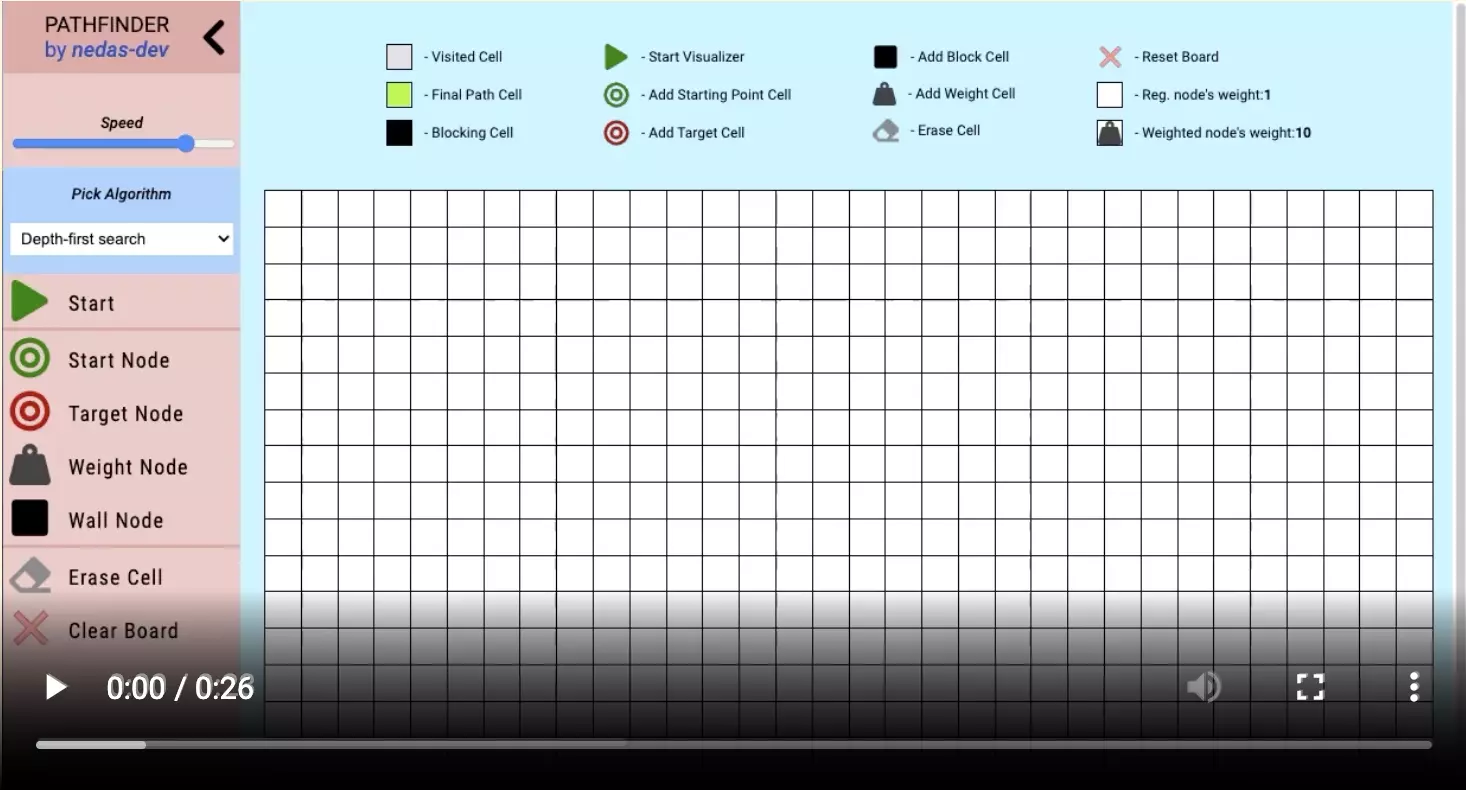 PATHFINDER
by nedas-dev
Speed
Pick Algorithm
Depth-first search
Start
Start Node
Target Node
Weight Node
Wall Node
Erase Cell
Clear Board
- Visited Cell
- Final Path Cell
- Blocking Cell
- Start Visualizer
- Add Starting Point Cell
- Add Target Cell
- Add Block Cell
- Add Weight Cell
- Erase Cell
- Reset Board
- Reg. node's weight:1
- Weighted node's weight:10
0:00 / 0:26